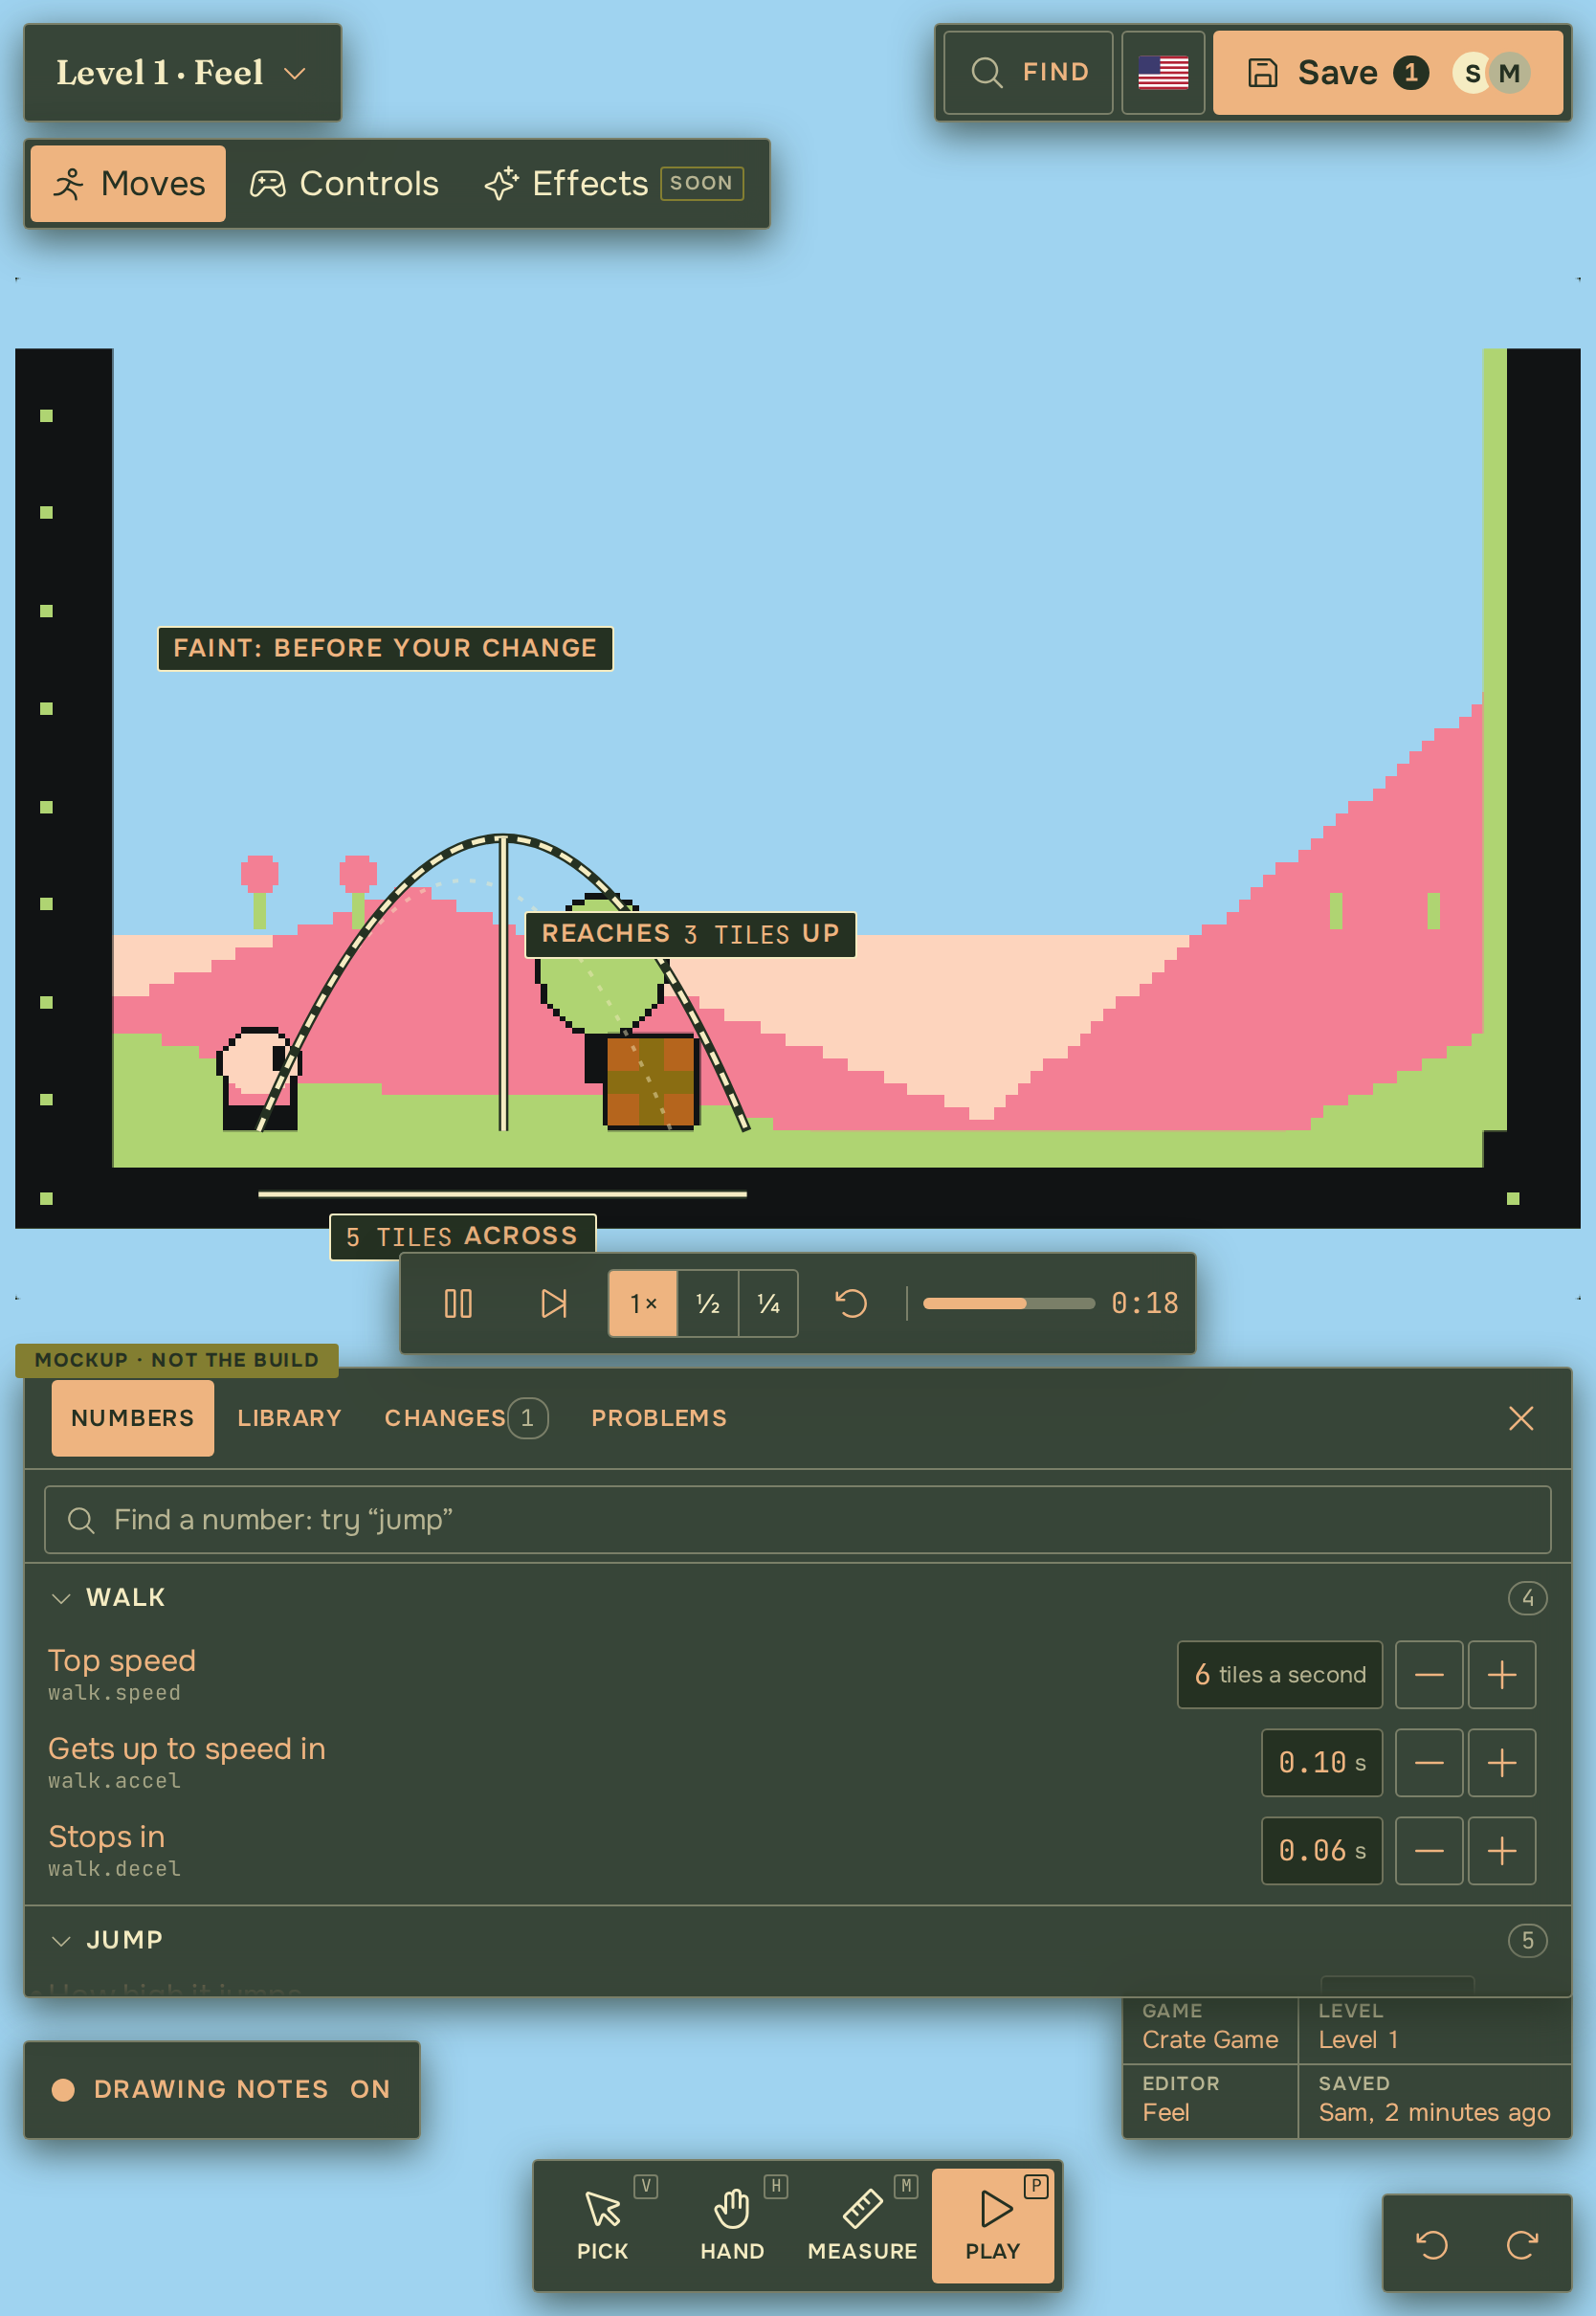 Level 1 · Feel
FIND
Save 1 S M
Moves
Controls
Effects SOON
FAINT: BEFORE YOUR CHANGE
REACHES 3 TILES UP
5 TILES ACROSS
1× ½ ¼ 0:18
MOCKUP · NOT THE BUILD
NUMBERS LIBRARY CHANGES 1 PROBLEMS
Find a number: try “jump”
WALK 4
Top speed
walk.speed
6 tiles a second
Gets up to speed in
walk.accel
0.10 s
Stops in
walk.decel
0.06 s
JUMP 5
How high it jumps
GAME
Crate Game
LEVEL
Level 1
EDITOR
Feel
SAVED
Sam, 2 minutes ago
DRAWING NOTES ON
V
PICK
H
HAND
M
MEASURE
P
PLAY